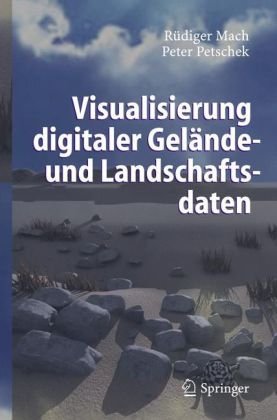 Rüdiger Mach
Peter Petschek
Visualisierung
digitaler Gelände-
und Landschafts-
daten
Springer